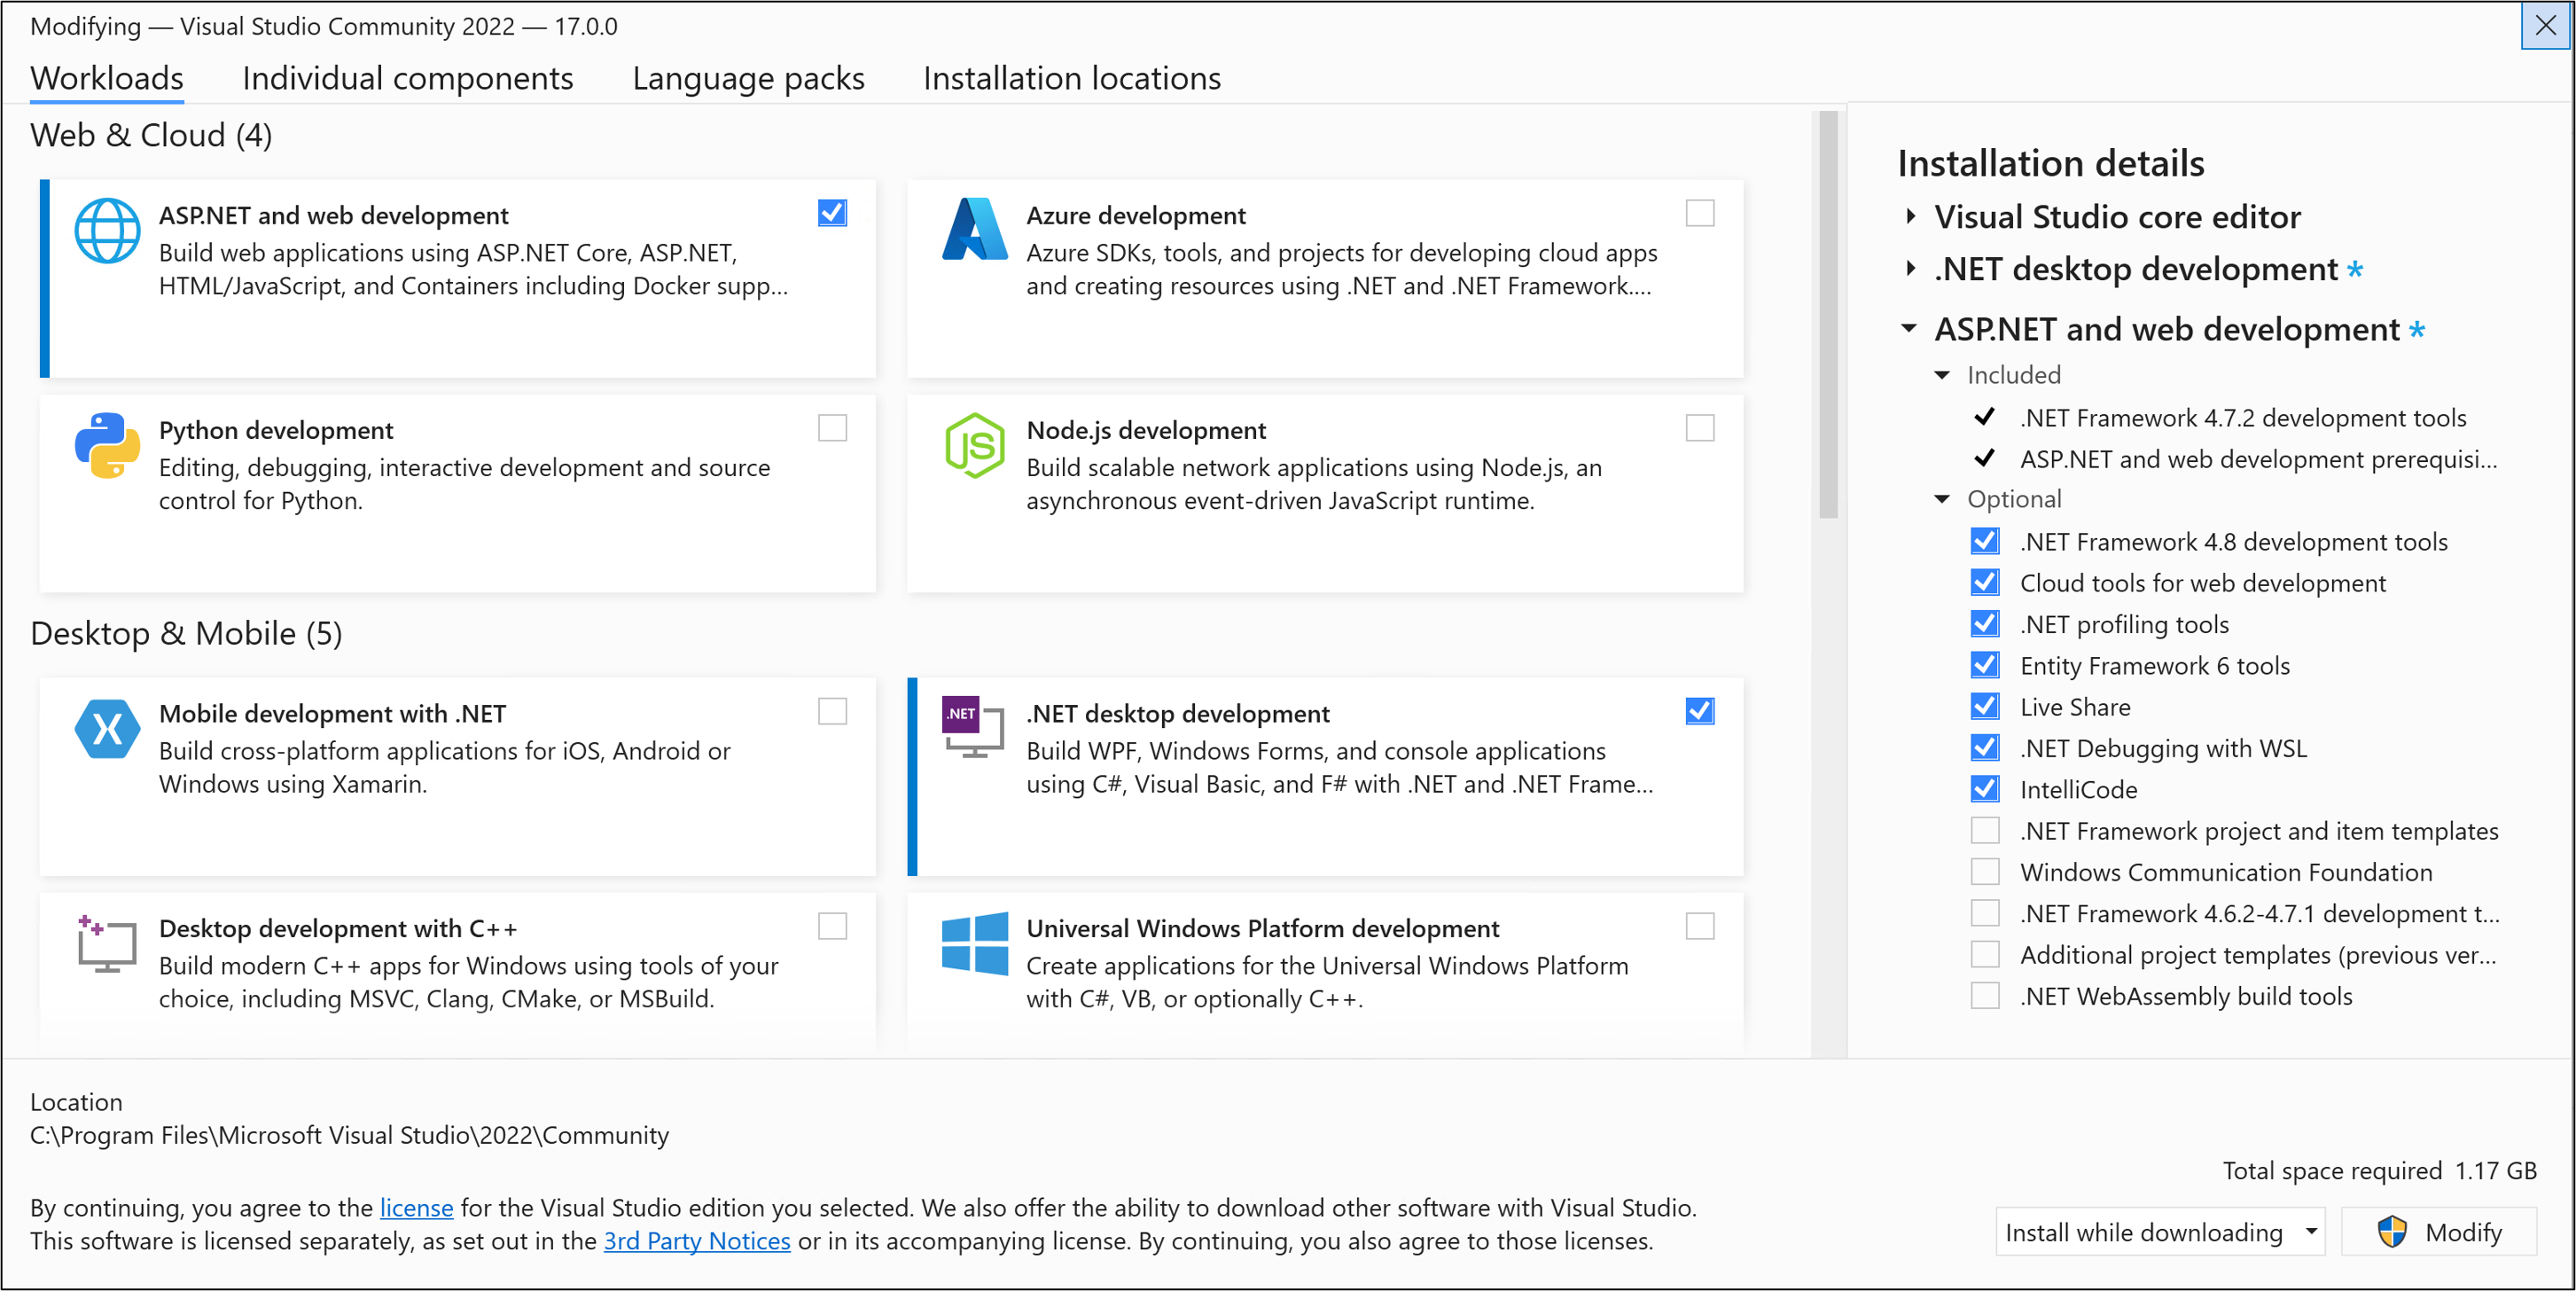 Modifying — Visual Studio Community 2022 — 17.0.0
Workloads Individual components Language packs Installation locations
Web & Cloud (4)
ASP.NET and web development
Build web applications using ASP.NET Core, ASP.NET,
HTML/JavaScript, and Containers including Docker supp...
Azure development
Azure SDKs, tools, and projects for developing cloud apps
and creating resources using .NET and .NET Framework....
Python development
Editing, debugging, interactive development and source
control for Python.
JS
Node.js development
Build scalable network applications using Node.js, an
asynchronous event-driven JavaScript runtime.
Desktop & Mobile (5)
Mobile development with .NET
Build cross-platform applications for iOS, Android or
Windows using Xamarin.
.NET
.NET desktop development
Build WPF, Windows Forms, and console applications
using C#, Visual Basic, and F# with .NET and .NET Frame...
Desktop development with C++
Build modern C++ apps for Windows using tools of your
choice, including MSVC, Clang, CMake, or MSBuild.
Universal Windows Platform development
Create applications for the Universal Windows Platform
with C#, VB, or optionally C++.
Installation details
Visual Studio core editor
.NET desktop development *
ASP.NET and web development *
Included
.NET Framework 4.7.2 development tools
ASP.NET and web development prerequisi...
Optional
.NET Framework 4.8 development tools
Cloud tools for web development
.NET profiling tools
Entity Framework 6 tools
Live Share
.NET Debugging with WSL
IntelliCode
.NET Framework project and item templates
Windows Communication Foundation
.NET Framework 4.6.2-4.7.1 development t...
Additional project templates (previous ver...
.NET WebAssembly build tools
Location
C:\Program Files\Microsoft Visual Studio\2022\Community
By continuing, you agree to the license for the Visual Studio edition you selected. We also offer the ability to download other software with Visual Studio.
This software is licensed separately, as set out in the 3rd Party Notices or in its accompanying license. By continuing, you also agree to those licenses.
Total space required 1.17 GB
Install while downloading
Modify